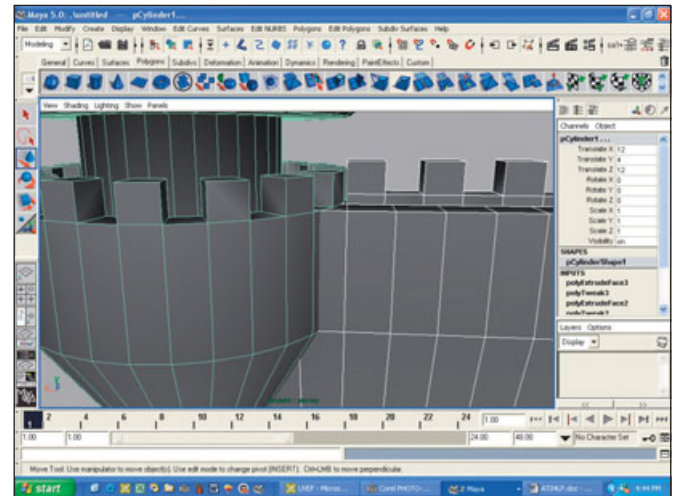 Maya 5.0: .\untitled --- pCylinder1...
File Edit Modify Create Display Window Edit Curves Surfaces Edit NURBS Polygons Edit Polygons Subdiv Surfaces Help
Modeling
General Curves Surfaces Polygons Subdivs Deformation Animation Dynamics Rendering PaintEffects Custom
View Shading Lighting Show Panels
Channels Object
pCylinder1 ...
Translate X 12
Translate Y 4
Translate Z 12
Rotate X 0
Rotate Y 0
Rotate Z 0
Scale X 1
Scale Y 1
Scale Z 1
Visibility on
SHAPES
pCylinderShape1
INPUTS
polyExtrudeFace3
polyTweak3
polyExtrudeFace2
polyTweak2
Layers Options
Display
2 4 6 8 10 12 14 16 18 20 22 24 1.00
1.00 1.00 24.00 48.00 No Character Set
Move Tool: Use manipulator to move object(s). Use edit mode to change pivot (INSERT). Ctrl+LMB to move perpendicular.
start Corel PHOTO-... Maya 4:44 PM